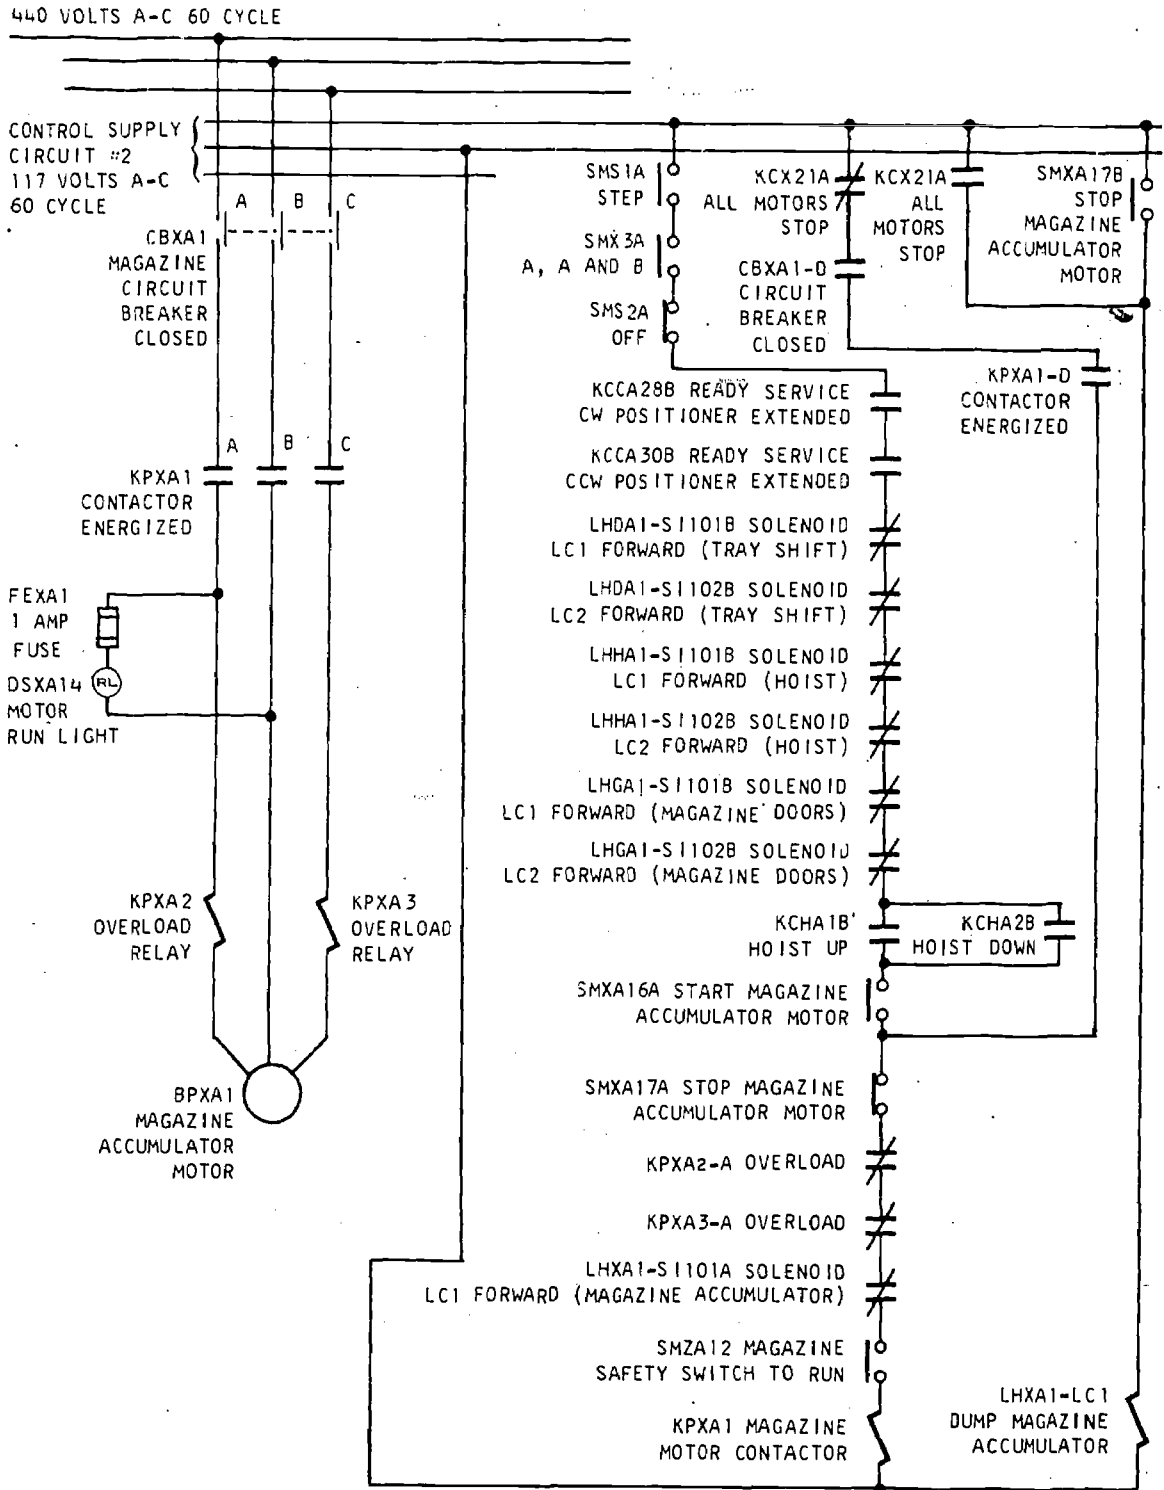 440 VOLTS A-C 60 CYCLE
CONTROL SUPPLY
CIRCUIT #2
117 VOLTS A-C
60 CYCLE
A
B
C
CBXA1
MAGAZINE
CIRCUIT
BREAKER
CLOSED
A
B
C
KPXA1
CONTACTOR
ENERGIZED
FEXA1
1 AMP
FUSE
DSXA14
MOTOR
RUN LIGHT
RL
KPXA2
OVERLOAD
RELAY
KPXA3
OVERLOAD
RELAY
BPXA1
MAGAZINE
ACCUMULATOR
MOTOR
SMS1A
STEP
SMX3A
A, A AND B
SMS2A
OFF
KCX21A
ALL MOTORS
STOP
CBXA1-D
CIRCUIT
BREAKER
CLOSED
KCX21A
ALL
MOTORS
STOP
SMXA17B
STOP
MAGAZINE
ACCUMULATOR
MOTOR
KPXA1-D
CONTACTOR
ENERGIZED
KCCA28B READY SERVICE
CW POSITIONER EXTENDED
KCCA30B READY SERVICE
CCW POSITIONER EXTENDED
LHDA1-SI101B SOLENOID
LC1 FORWARD (TRAY SHIFT)
LHDA1-SI102B SOLENOID
LC2 FORWARD (TRAY SHIFT)
LHHA1-SI101B SOLENOID
LC1 FORWARD (HOIST)
LHHA1-SI102B SOLENOID
LC2 FORWARD (HOIST)
LHGA1-SI101B SOLENOID
LC1 FORWARD (MAGAZINE DOORS)
LHGA1-SI102B SOLENOID
LC2 FORWARD (MAGAZINE DOORS)
KCHA1B
HOIST UP
KCHA2B
HOIST DOWN
SMXA16A START MAGAZINE
ACCUMULATOR MOTOR
SMXA17A STOP MAGAZINE
ACCUMULATOR MOTOR
KPXA2-A OVERLOAD
KPXA3-A OVERLOAD
LHXA1-SI101A SOLENOID
LC1 FORWARD (MAGAZINE ACCUMULATOR)
SMZA12 MAGAZINE
SAFETY SWITCH TO RUN
KPXA1 MAGAZINE
MOTOR CONTACTOR
LHXA1-LC1
DUMP MAGAZINE
ACCUMULATOR